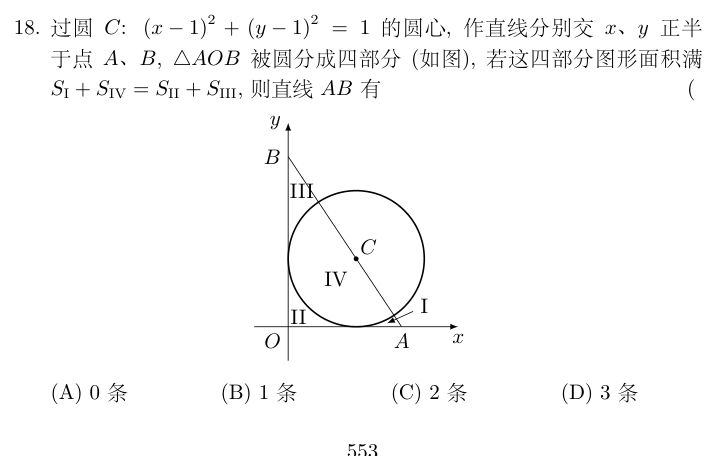 18. 过圆 C: (x − 1)² + (y − 1)² = 1 的圆心, 作直线分别交 x、y 正半
于点 A、B, △AOB 被圆分成四部分 (如图), 若这四部分图形面积满
S_I + S_IV = S_II + S_III, 则直线 AB 有 (
y
B
III
C
IV
I
II
O
A
x
(A) 0 条 (B) 1 条 (C) 2 条 (D) 3 条
553